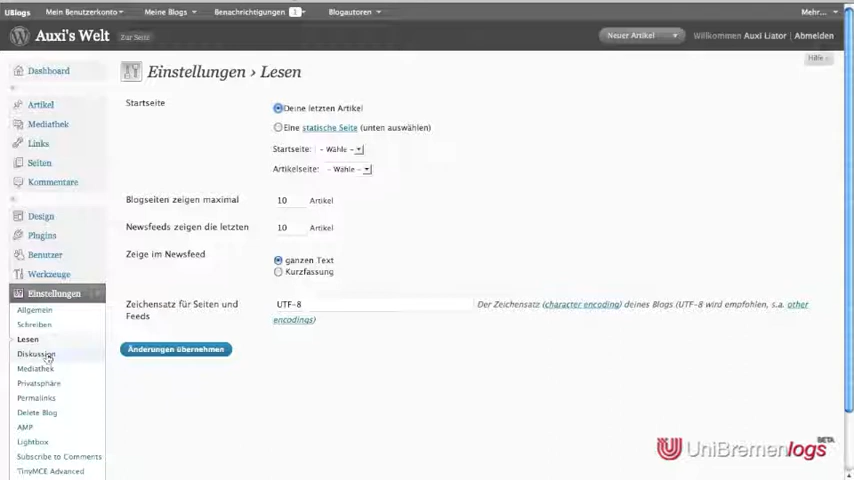 UBlogs Mein Benutzerkonto Meine Blogs Benachrichtigungen 1 Blogautoren Mehr...
Auxi's Welt Zur Seite Neuer Artikel Willkommen Auxi Liator | Abmelden
Hilfe
Dashboard
Artikel
Mediathek
Links
Seiten
Kommentare
Design
Plugins
Benutzer
Werkzeuge
Einstellungen
Allgemein
Schreiben
Lesen
Diskussion
Mediathek
Privatsphäre
Permalinks
Delete Blog
AMP
Lightbox
Subscribe to Comments
TinyMCE Advanced
Einstellungen › Lesen
Startseite
Deine letzten Artikel
Eine statische Seite (unten auswählen)
Startseite: – Wähle –
Artikelseite: – Wähle –
Blogseiten zeigen maximal 10 Artikel
Newsfeeds zeigen die letzten 10 Artikel
Zeige im Newsfeed
ganzen Text
Kurzfassung
Zeichensatz für Seiten und
Feeds
UTF-8 Der Zeichensatz (character encoding) deines Blogs (UTF-8 wird empfohlen, s.a. other
encodings)
Änderungen übernehmen
UniBremenlogs BETA